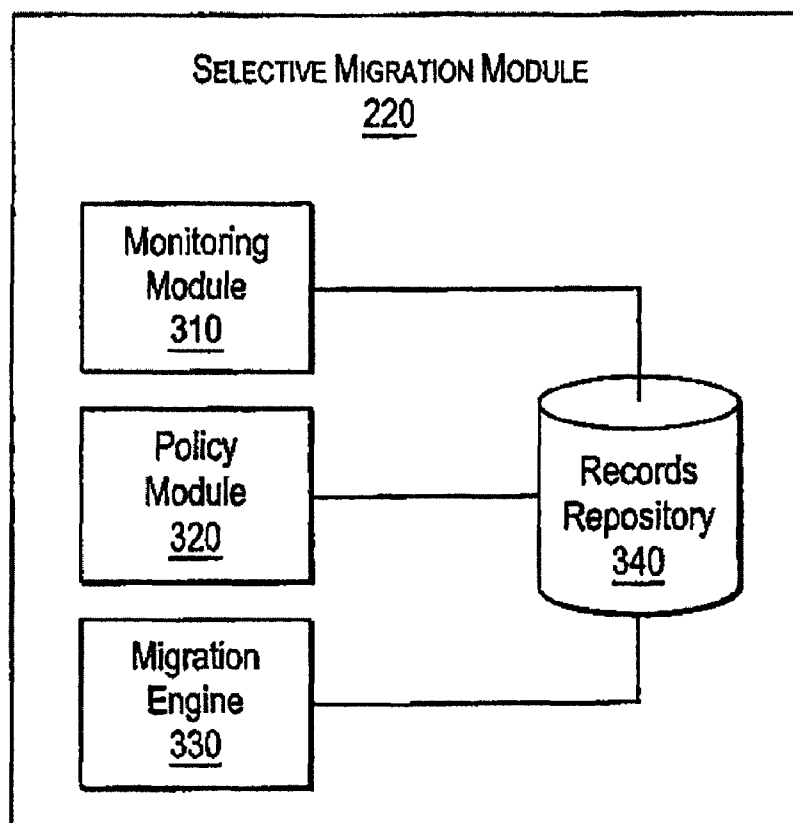 SELECTIVE MIGRATION MODULE
220
Monitoring
Module
310
Policy
Module
320
Migration
Engine
330
Records
Repository
340